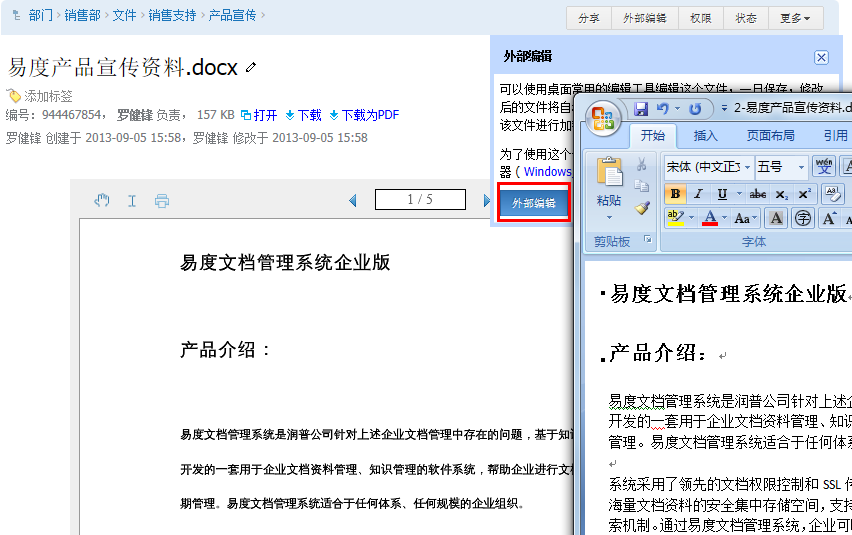 部门 › 销售部 › 文件 › 销售支持 › 产品宣传 ›
分享 外部编辑 权限 状态 更多
易度产品宣传资料.docx
添加标签
编号：944467854， 罗健锋 负责， 157 KB 打开 下载 下载为PDF
罗健锋 创建于 2013-09-05 15:58，罗健锋 修改于 2013-09-05 15:58
外部编辑
可以使用桌面常用的编辑工具编辑这个文件，一旦保存，修改
后的文件将自
该文件进行加
为了使用这个
器（Windows
外部编辑
1 / 5
易度文档管理系统企业版
产品介绍：
易度文档管理系统是润普公司针对上述企业文档管理中存在的问题，基于知
开发的一套用于企业文档资料管理、知识管理的软件系统，帮助企业进行文
期管理。易度文档管理系统适合于任何体系、任何规模的企业组织。
2-易度产品宣传资料.d
开始 插入 页面布局 引用
粘贴
剪贴板
宋体 (中文正文 五号 wén
B I U abc x₂ x²
ab A Aa A 字 A
字体
易度文档管理系统企业版
产品介绍：
易度文档管理系统是润普公司针对上述企
开发的一套用于企业文档资料管理、知识
管理。易度文档管理系统适合于任何体系
系统采用了领先的文档权限控制和 SSL 传
海量文档资料的安全集中存储空间，支持
索机制。通过易度文档管理系统，企业可